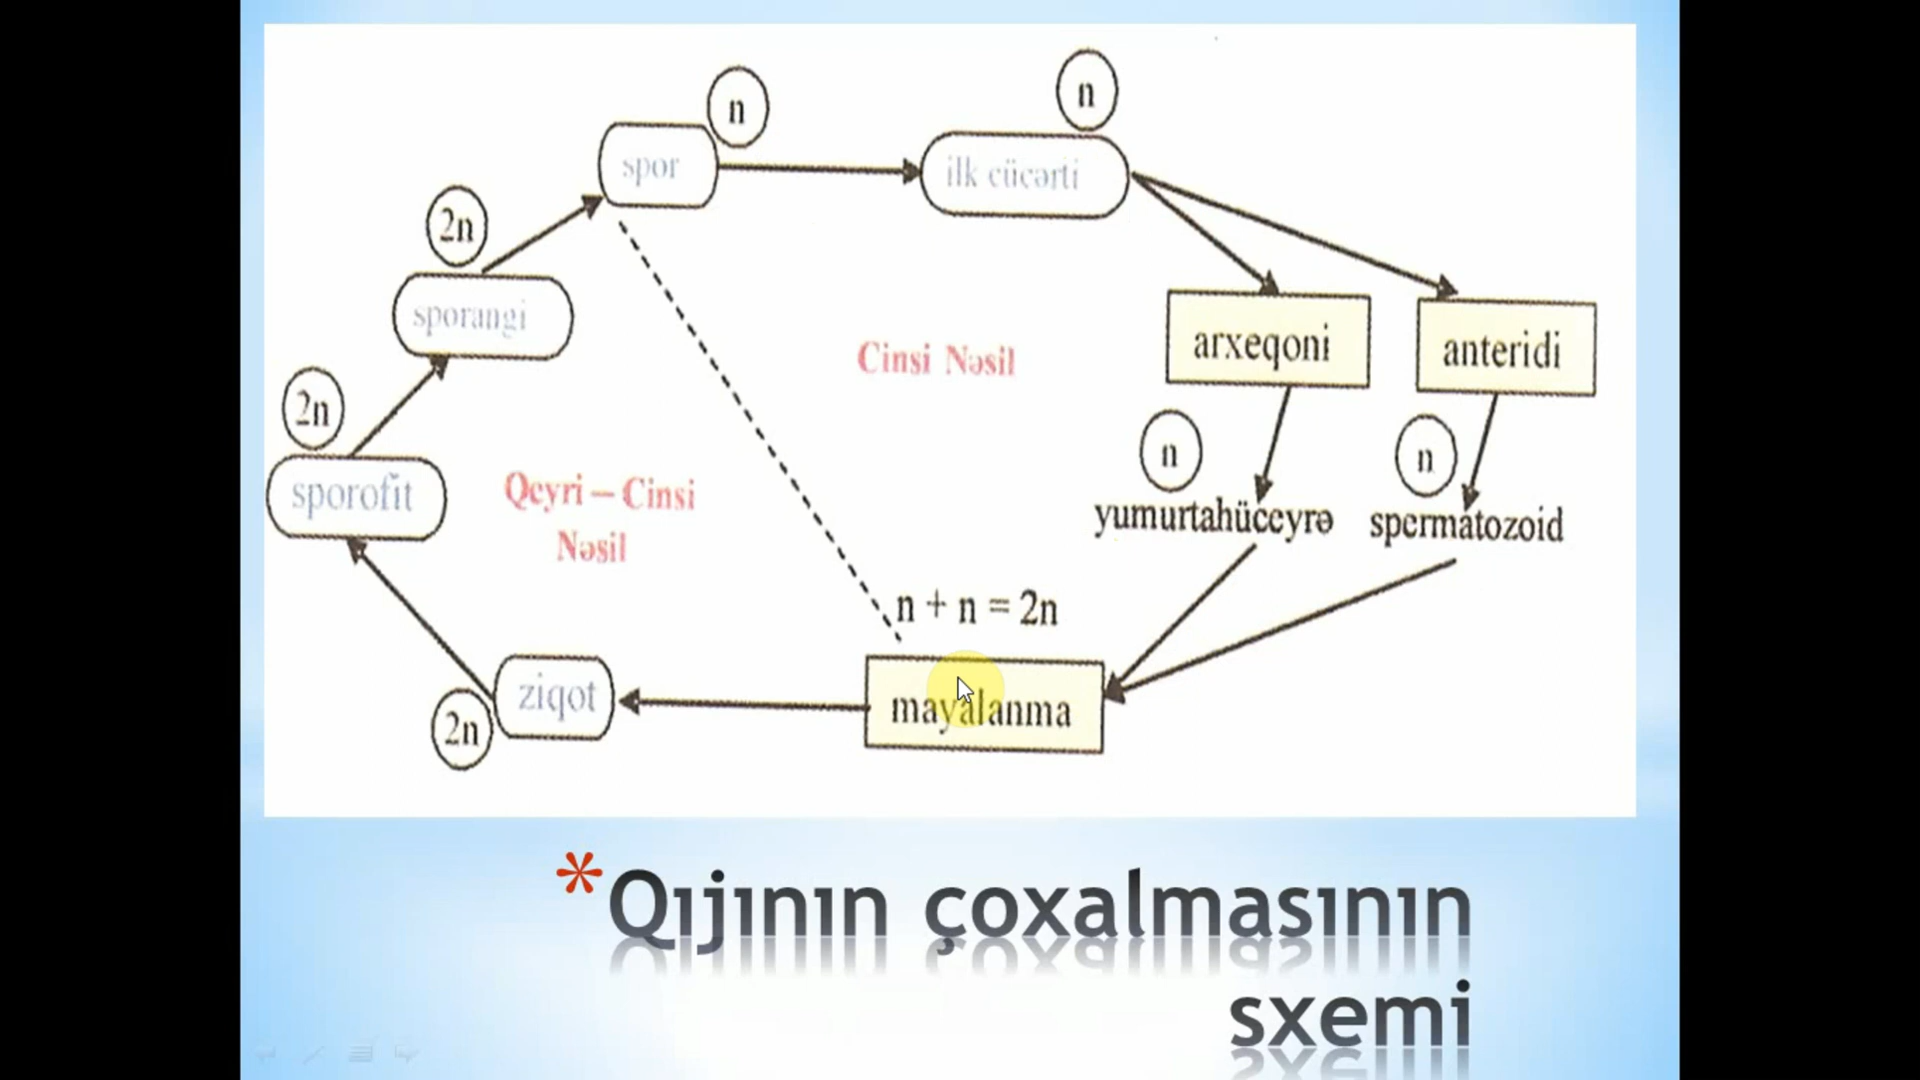 n
n
spor
ilk cücərti
2n
sporangi
arxeqoni
anteridi
Cinsi Nəsil
2n
sporofit
Qeyri – Cinsi
Nəsil
n
n
yumurtahüceyrə
spermatozoid
n + n = 2n
ziqot
mayalanma
2n
*Qıjının çoxalmasının
sxemi